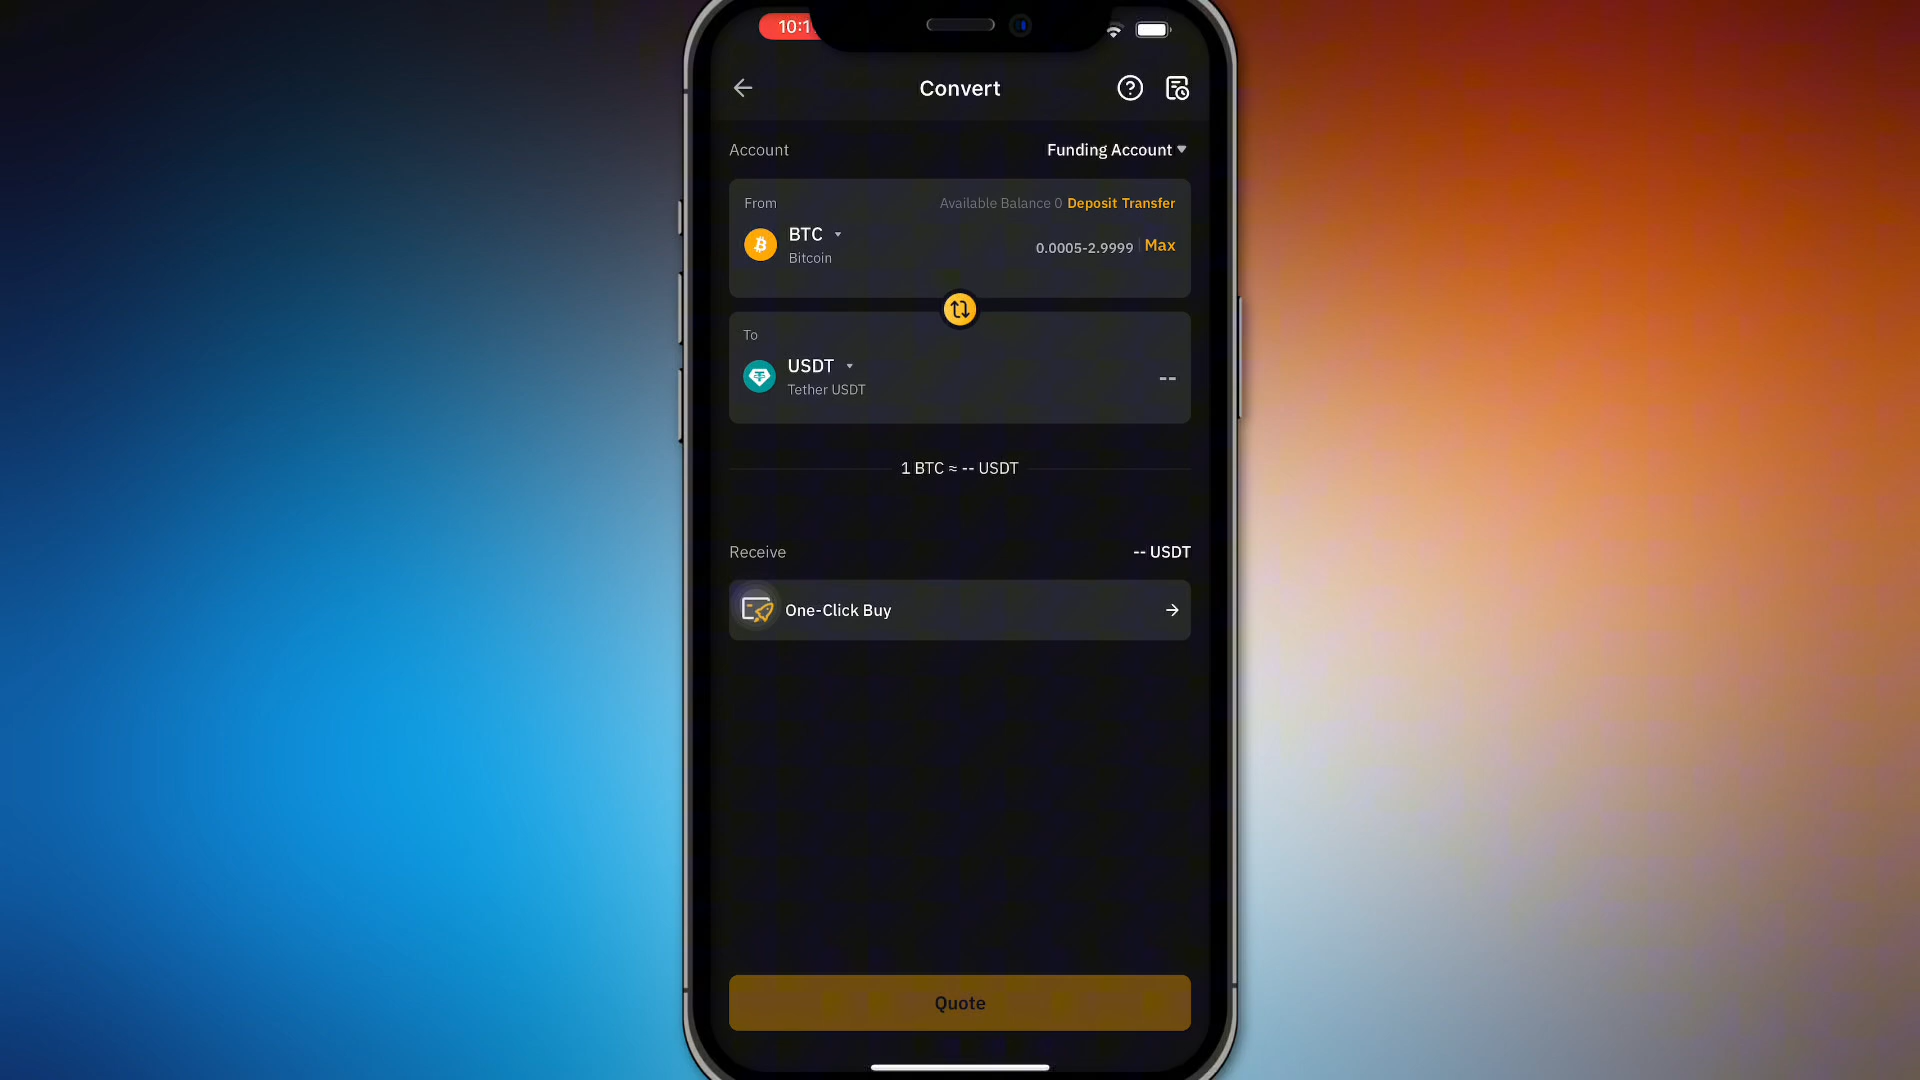 10:1
Convert
Account Funding Account
From Available Balance 0 Deposit Transfer
BTC
Bitcoin
0.0005-2.9999 Max
To
USDT
Tether USDT
--
1 BTC ≈ -- USDT
Receive -- USDT
One-Click Buy
Quote